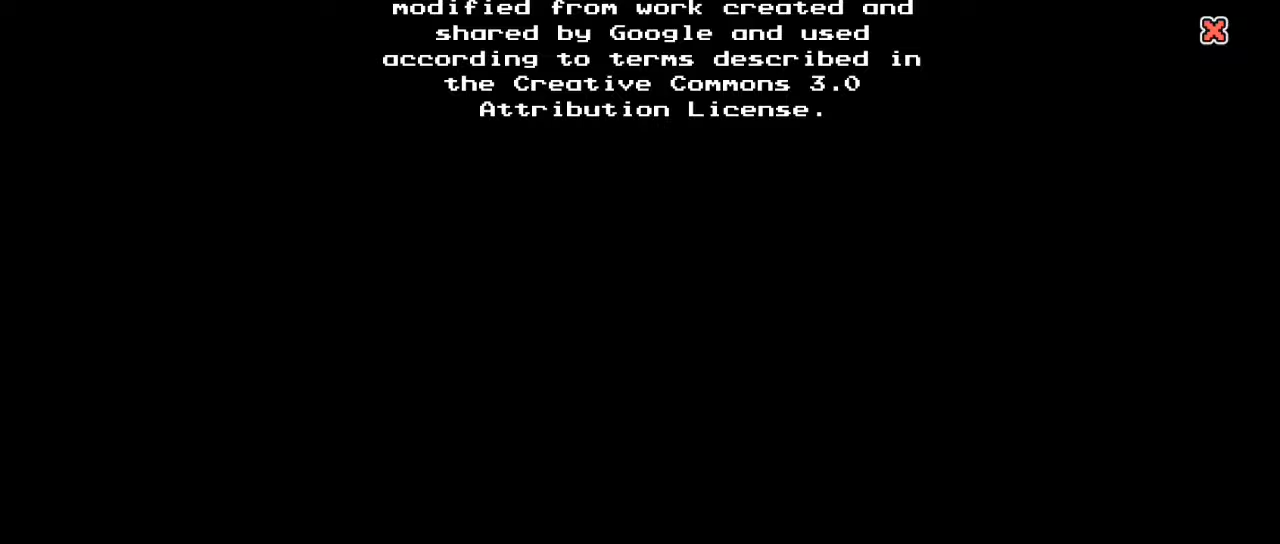 modified from work created and
shared by Google and used
according to terms described in
the Creative Commons 3.0
Attribution License.